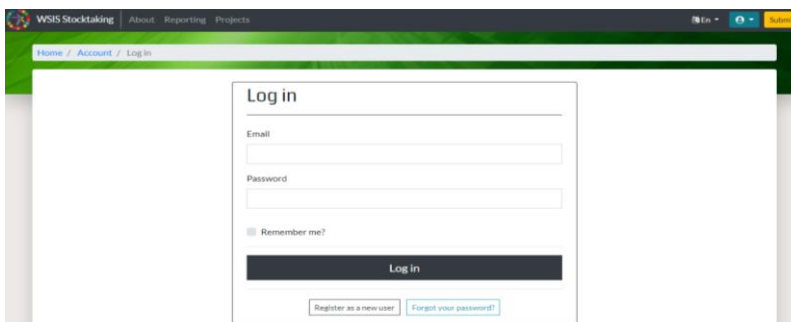 WSIS Stocktaking About Reporting Projects En Submi
Home / Account / Log in
Log in
Email
Password
Remember me?
Log in
Register as a new user Forgot your password?